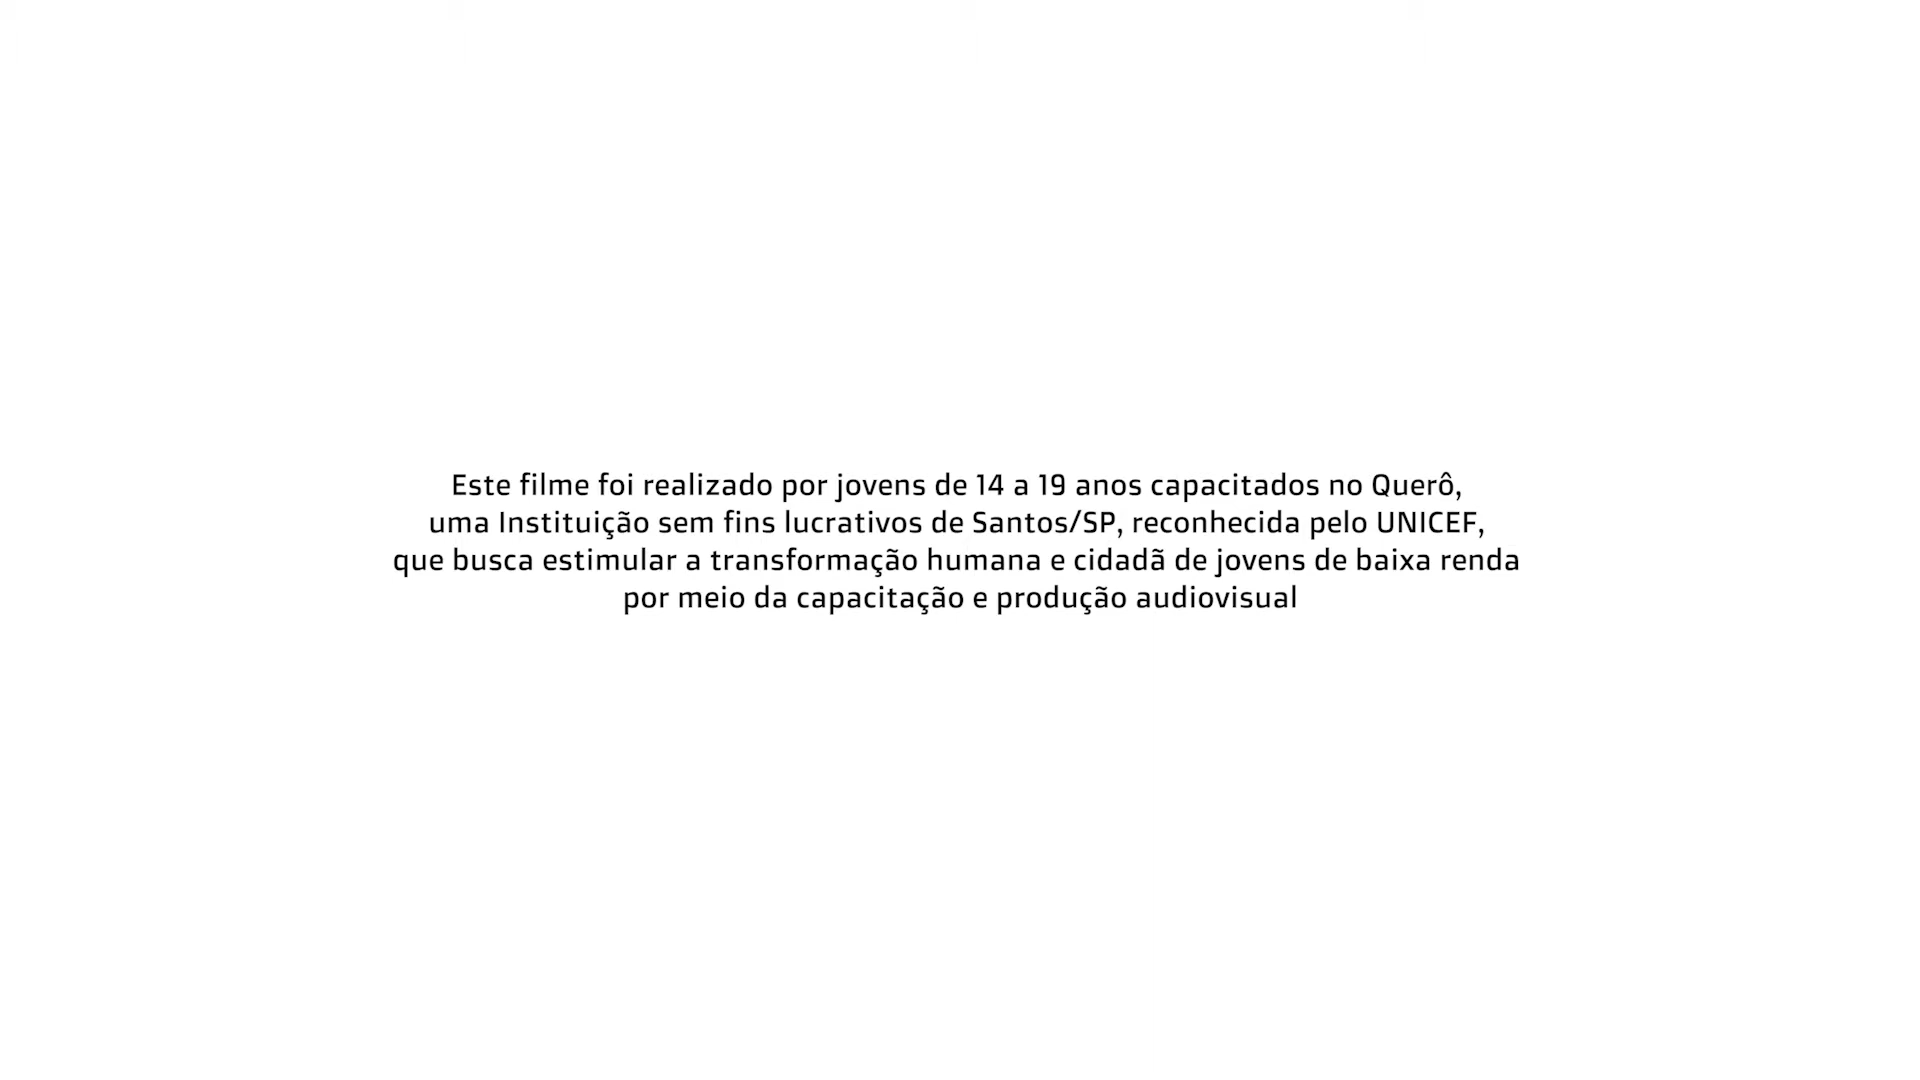 Este filme foi realizado por jovens de 14 a 19 anos capacitados no Querô,
uma Instituição sem fins lucrativos de Santos/SP, reconhecida pelo UNICEF,
que busca estimular a transformação humana e cidadã de jovens de baixa renda
por meio da capacitação e produção audiovisual